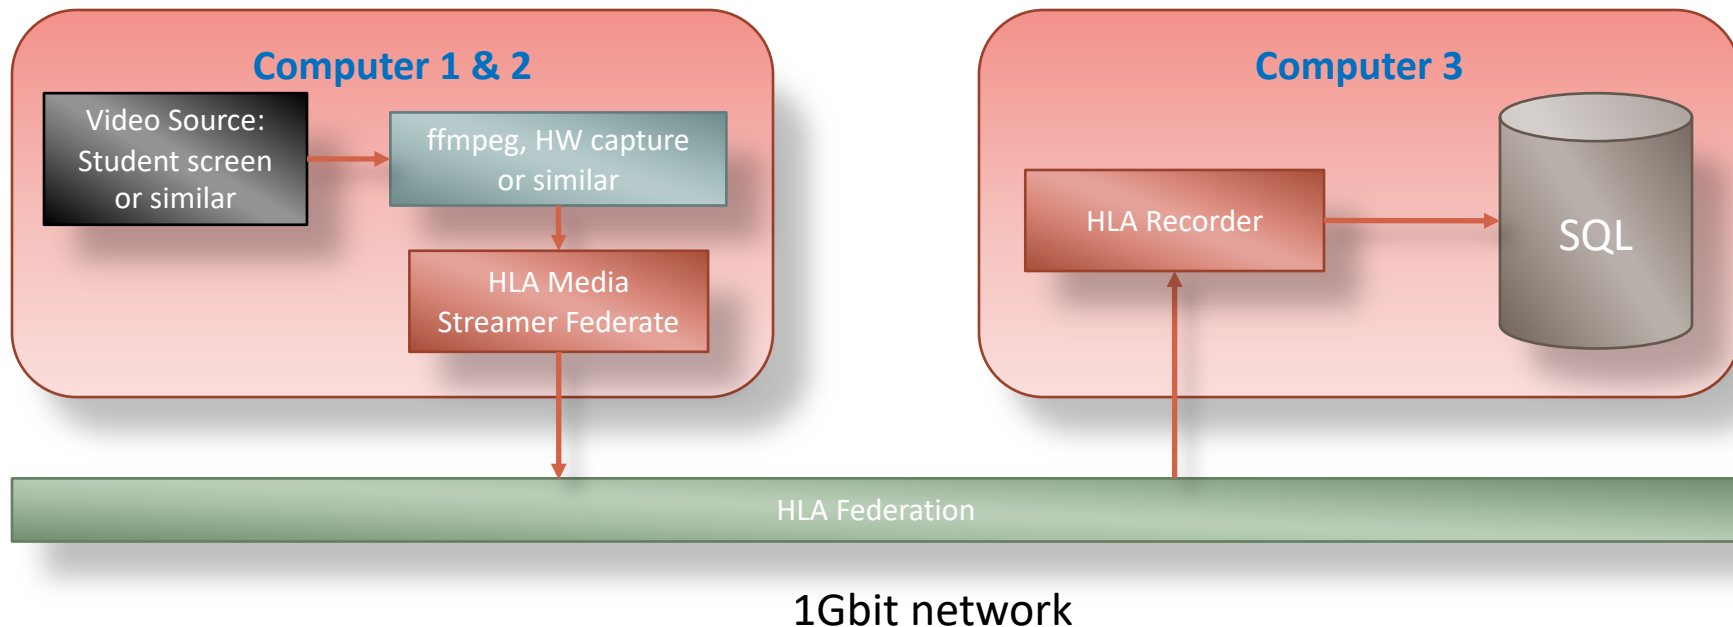 Computer 1 & 2
Video Source:
Student screen
or similar
ffmpeg, HW capture
or similar
HLA Media
Streamer Federate
Computer 3
HLA Recorder
SQL
HLA Federation
1Gbit network